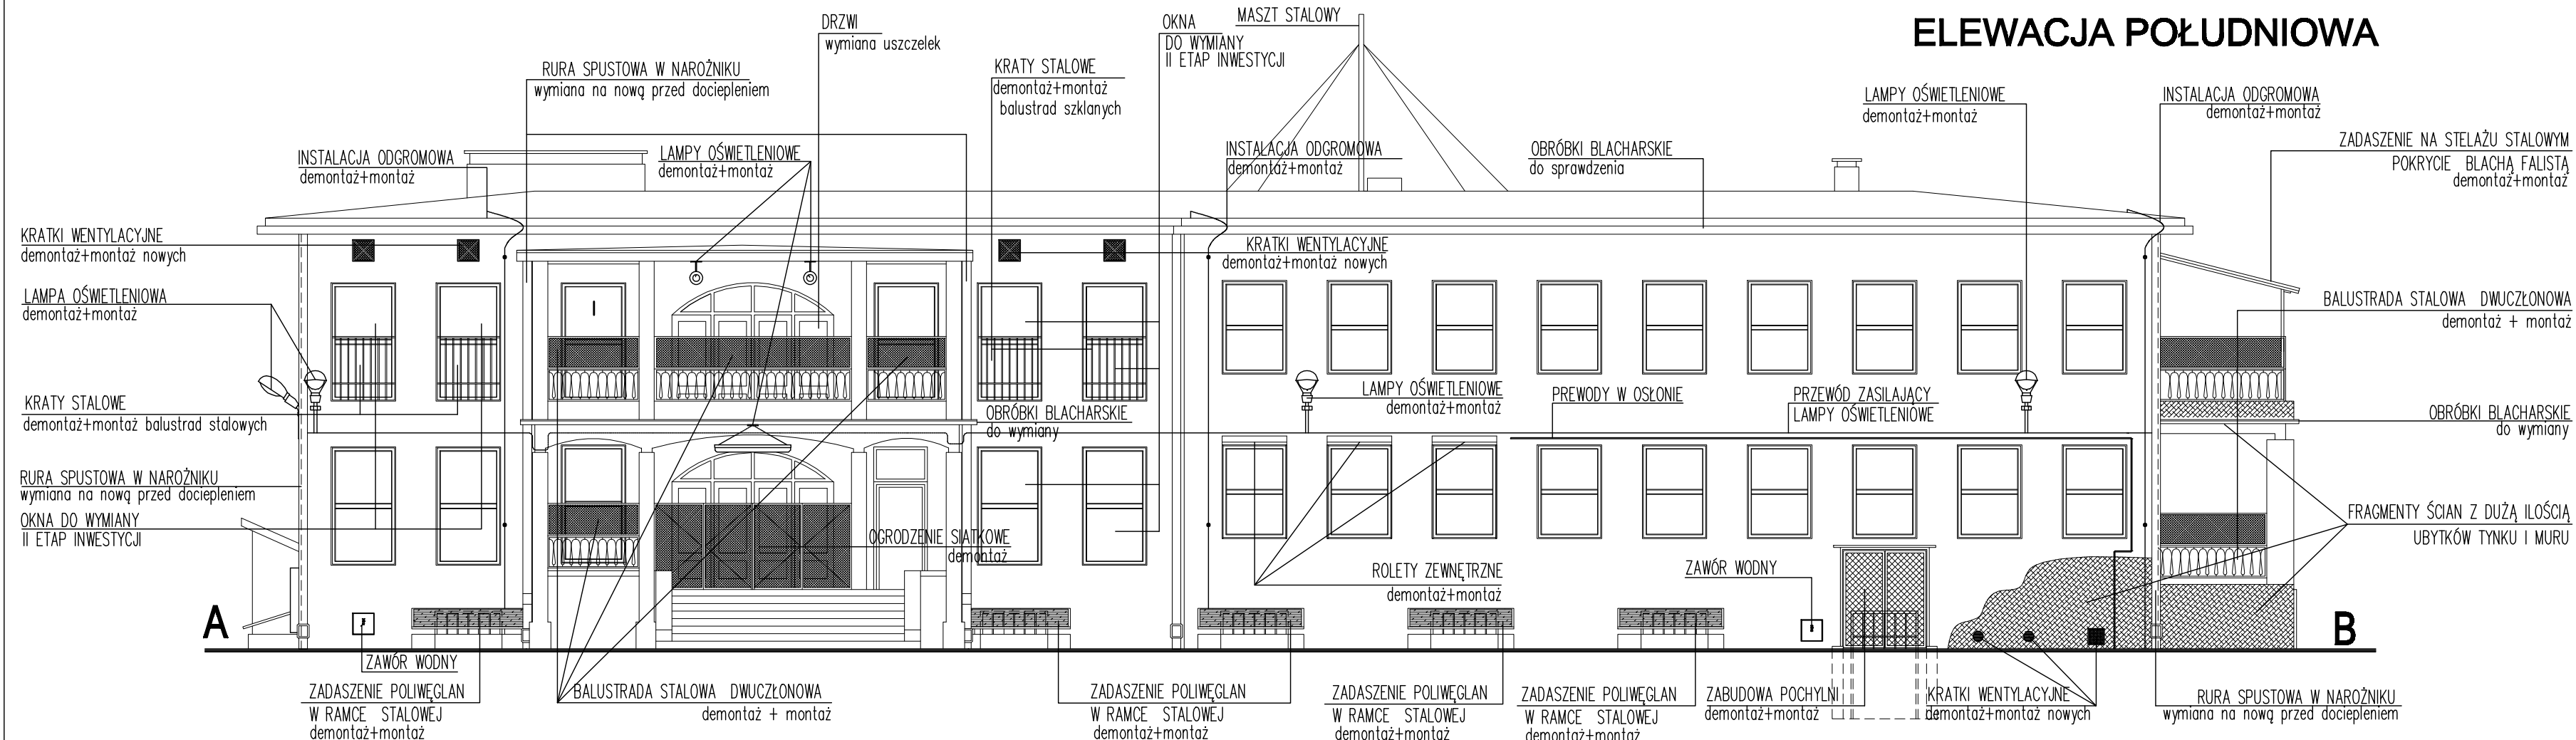 ELEWACJA POŁUDNIOWA
DRZWI
wymiana uszczelek
OKNA
DO WYMIANY
II ETAP INWESTYCJI
MASZT STALOWY
RURA SPUSTOWA W NAROŻNIKU
wymiana na nową przed dociepleniem
KRATY STALOWE
demontaż+montaż
balustrad szklanych
LAMPY OŚWIETLENIOWE
demontaż+montaż
INSTALACJA ODGROMOWA
demontaż+montaż
ZADASZENIE NA STELAŻU STALOWYM
POKRYCIE BLACHĄ FALISTĄ
demontaż+montaż
INSTALACJA ODGROMOWA
demontaż+montaż
LAMPY OŚWIETLENIOWE
demontaż+montaż
INSTALACJA ODGROMOWA
demontaż+montaż
OBRÓBKI BLACHARSKIE
do sprawdzenia
KRATKI WENTYLACYJNE
demontaż+montaż nowych
KRATKI WENTYLACYJNE
demontaż+montaż nowych
LAMPA OŚWIETLENIOWA
demontaż+montaż
BALUSTRADA STALOWA DWUCZŁONOWA
demontaż + montaż
KRATY STALOWE
demontaż+montaż balustrad stalowych
OBRÓBKI BLACHARSKIE
do wymiany
LAMPY OŚWIETLENIOWE
demontaż+montaż
PREWODY W OSŁONIE
PRZEWÓD ZASILAJĄCY
LAMPY OŚWIETLENIOWE
OBRÓBKI BLACHARSKIE
do wymiany
RURA SPUSTOWA W NAROŻNIKU
wymiana na nową przed dociepleniem
OKNA DO WYMIANY
II ETAP INWESTYCJI
OGRODZENIE SIATKOWE
demontaż
FRAGMENTY ŚCIAN Z DUŻĄ ILOŚCIĄ
UBYTKÓW TYNKU I MURU
ROLETY ZEWNĘTRZNE
demontaż+montaż
ZAWÓR WODNY
A
B
ZAWÓR WODNY
ZADASZENIE POLIWĘGLAN
W RAMCE STALOWEJ
demontaż+montaż
BALUSTRADA STALOWA DWUCZŁONOWA
demontaż + montaż
ZADASZENIE POLIWĘGLAN
W RAMCE STALOWEJ
demontaż+montaż
ZADASZENIE POLIWĘGLAN
W RAMCE STALOWEJ
demontaż+montaż
ZADASZENIE POLIWĘGLAN
W RAMCE STALOWEJ
demontaż+montaż
ZABUDOWA POCHYLNI
demontaż+montaż
KRATKI WENTYLACYJNE
demontaż+montaż nowych
RURA SPUSTOWA W NAROŻNIKU
wymiana na nową przed dociepleniem